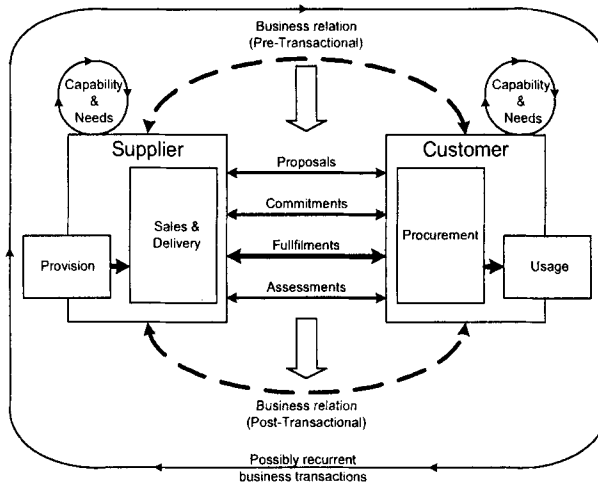 Business relation
(Pre-Transactional)
Capability
&
Needs
Capability
&
Needs
Supplier
Customer
Proposals
Commitments
Sales &
Delivery
Fullfilments
Procurement
Provision
Usage
Assessments
Business relation
(Post-Transactional)
Possibly recurrent
business transactions